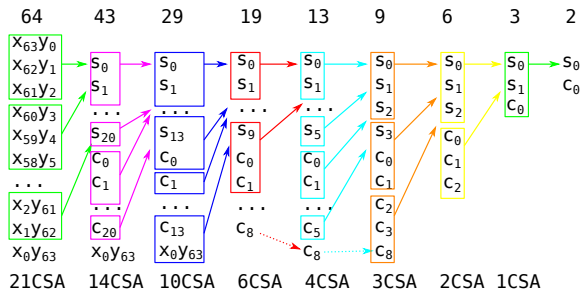 64 43 29 19 13 9 6 3 2
x₆₃y₀
x₆₂y₁
x₆₁y₂
x₆₀y₃
x₅₉y₄
x₅₈y₅
...
x₂y₆₁
x₁y₆₂
x₀y₆₃
s₀
s₁
...
s₂₀
c₀
c₁
...
c₂₀
x₀y₆₃
s₀
s₁
...
s₁₃
c₀
c₁
...
c₁₃
x₀y₆₃
s₀
s₁
...
s₉
c₀
c₁
...
c₈
s₀
s₁
...
s₅
c₀
c₁
...
c₅
c₈
s₀
s₁
s₂
s₃
c₀
c₁
c₂
c₃
c₈
s₀
s₁
s₂
c₀
c₁
c₂
s₀
s₁
c₀
s₀
c₀
21CSA 14CSA 10CSA 6CSA 4CSA 3CSA 2CSA 1CSA